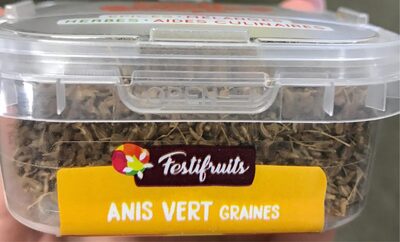 HERBES • AIDES CULINAIRES
Festifruits
ANIS VERT GRAINES